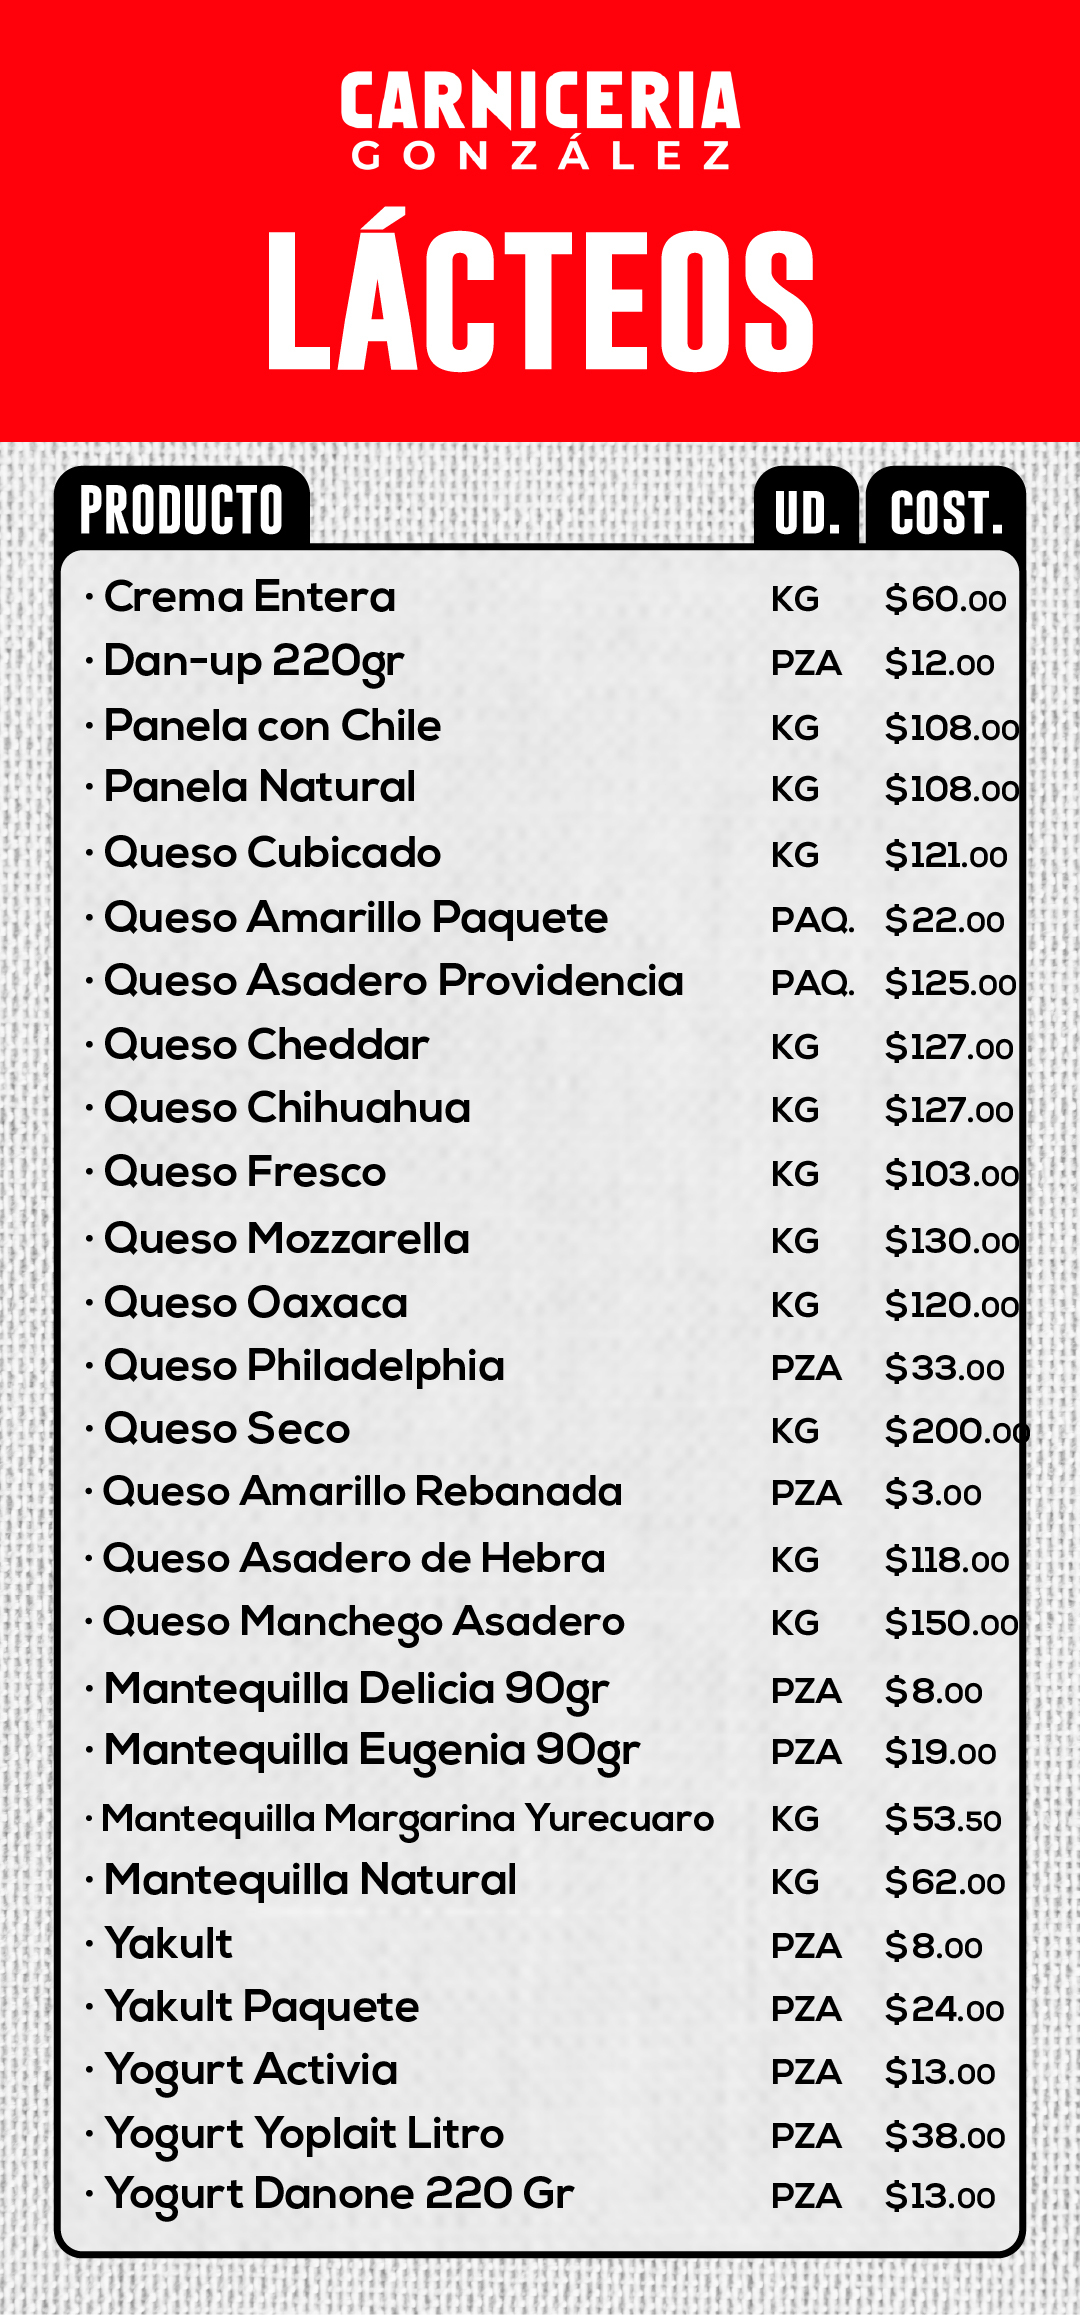 CARNICERIA
GONZÁLEZ
LÁCTEOS
PRODUCTO UD. COST.
· Crema Entera KG $60.00
· Dan-up 220gr PZA $12.00
· Panela con Chile KG $108.00
· Panela Natural KG $108.00
· Queso Cubicado KG $121.00
· Queso Amarillo Paquete PAQ. $22.00
· Queso Asadero Providencia PAQ. $125.00
· Queso Cheddar KG $127.00
· Queso Chihuahua KG $127.00
· Queso Fresco KG $103.00
· Queso Mozzarella KG $130.00
· Queso Oaxaca KG $120.00
· Queso Philadelphia PZA $33.00
· Queso Seco KG $200.00
· Queso Amarillo Rebanada PZA $3.00
· Queso Asadero de Hebra KG $118.00
· Queso Manchego Asadero KG $150.00
· Mantequilla Delicia 90gr PZA $8.00
· Mantequilla Eugenia 90gr PZA $19.00
· Mantequilla Margarina Yurecuaro KG $53.50
· Mantequilla Natural KG $62.00
· Yakult PZA $8.00
· Yakult Paquete PZA $24.00
· Yogurt Activia PZA $13.00
· Yogurt Yoplait Litro PZA $38.00
· Yogurt Danone 220 Gr PZA $13.00